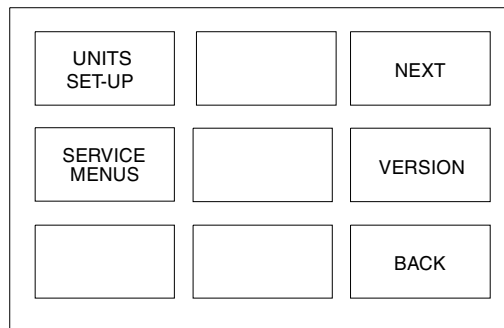 UNITS
SET-UP
NEXT
SERVICE
MENUS
VERSION
BACK